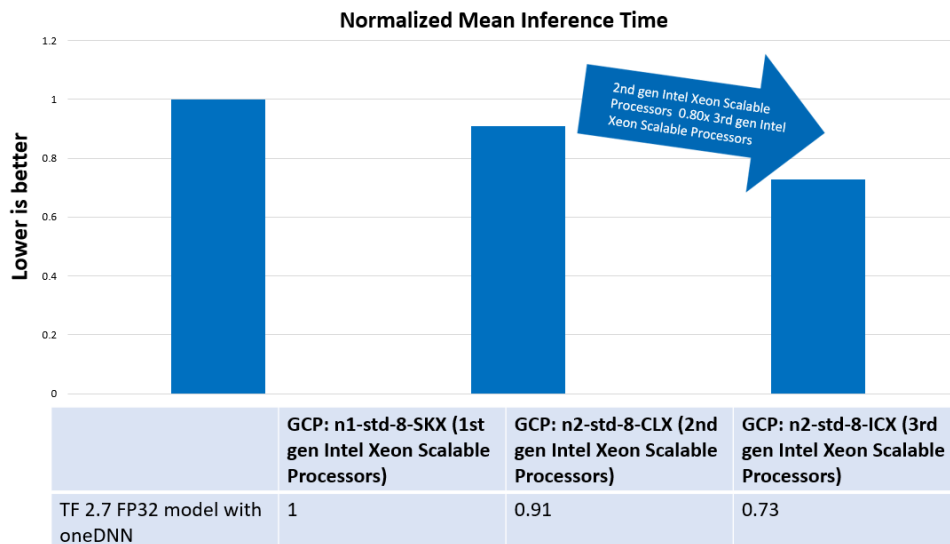 Normalized Mean Inference Time
Lower is better
1.2
1
0.8
0.6
0.4
0.2
0
2nd gen Intel Xeon Scalable
Processors 0.80x 3rd gen Intel
Xeon Scalable Processors
GCP: n1-std-8-SKX (1st
gen Intel Xeon Scalable
Processors)
GCP: n2-std-8-CLX (2nd
gen Intel Xeon Scalable
Processors)
GCP: n2-std-8-ICX (3rd
gen Intel Xeon Scalable
Processors)
TF 2.7 FP32 model with
oneDNN
1
0.91
0.73